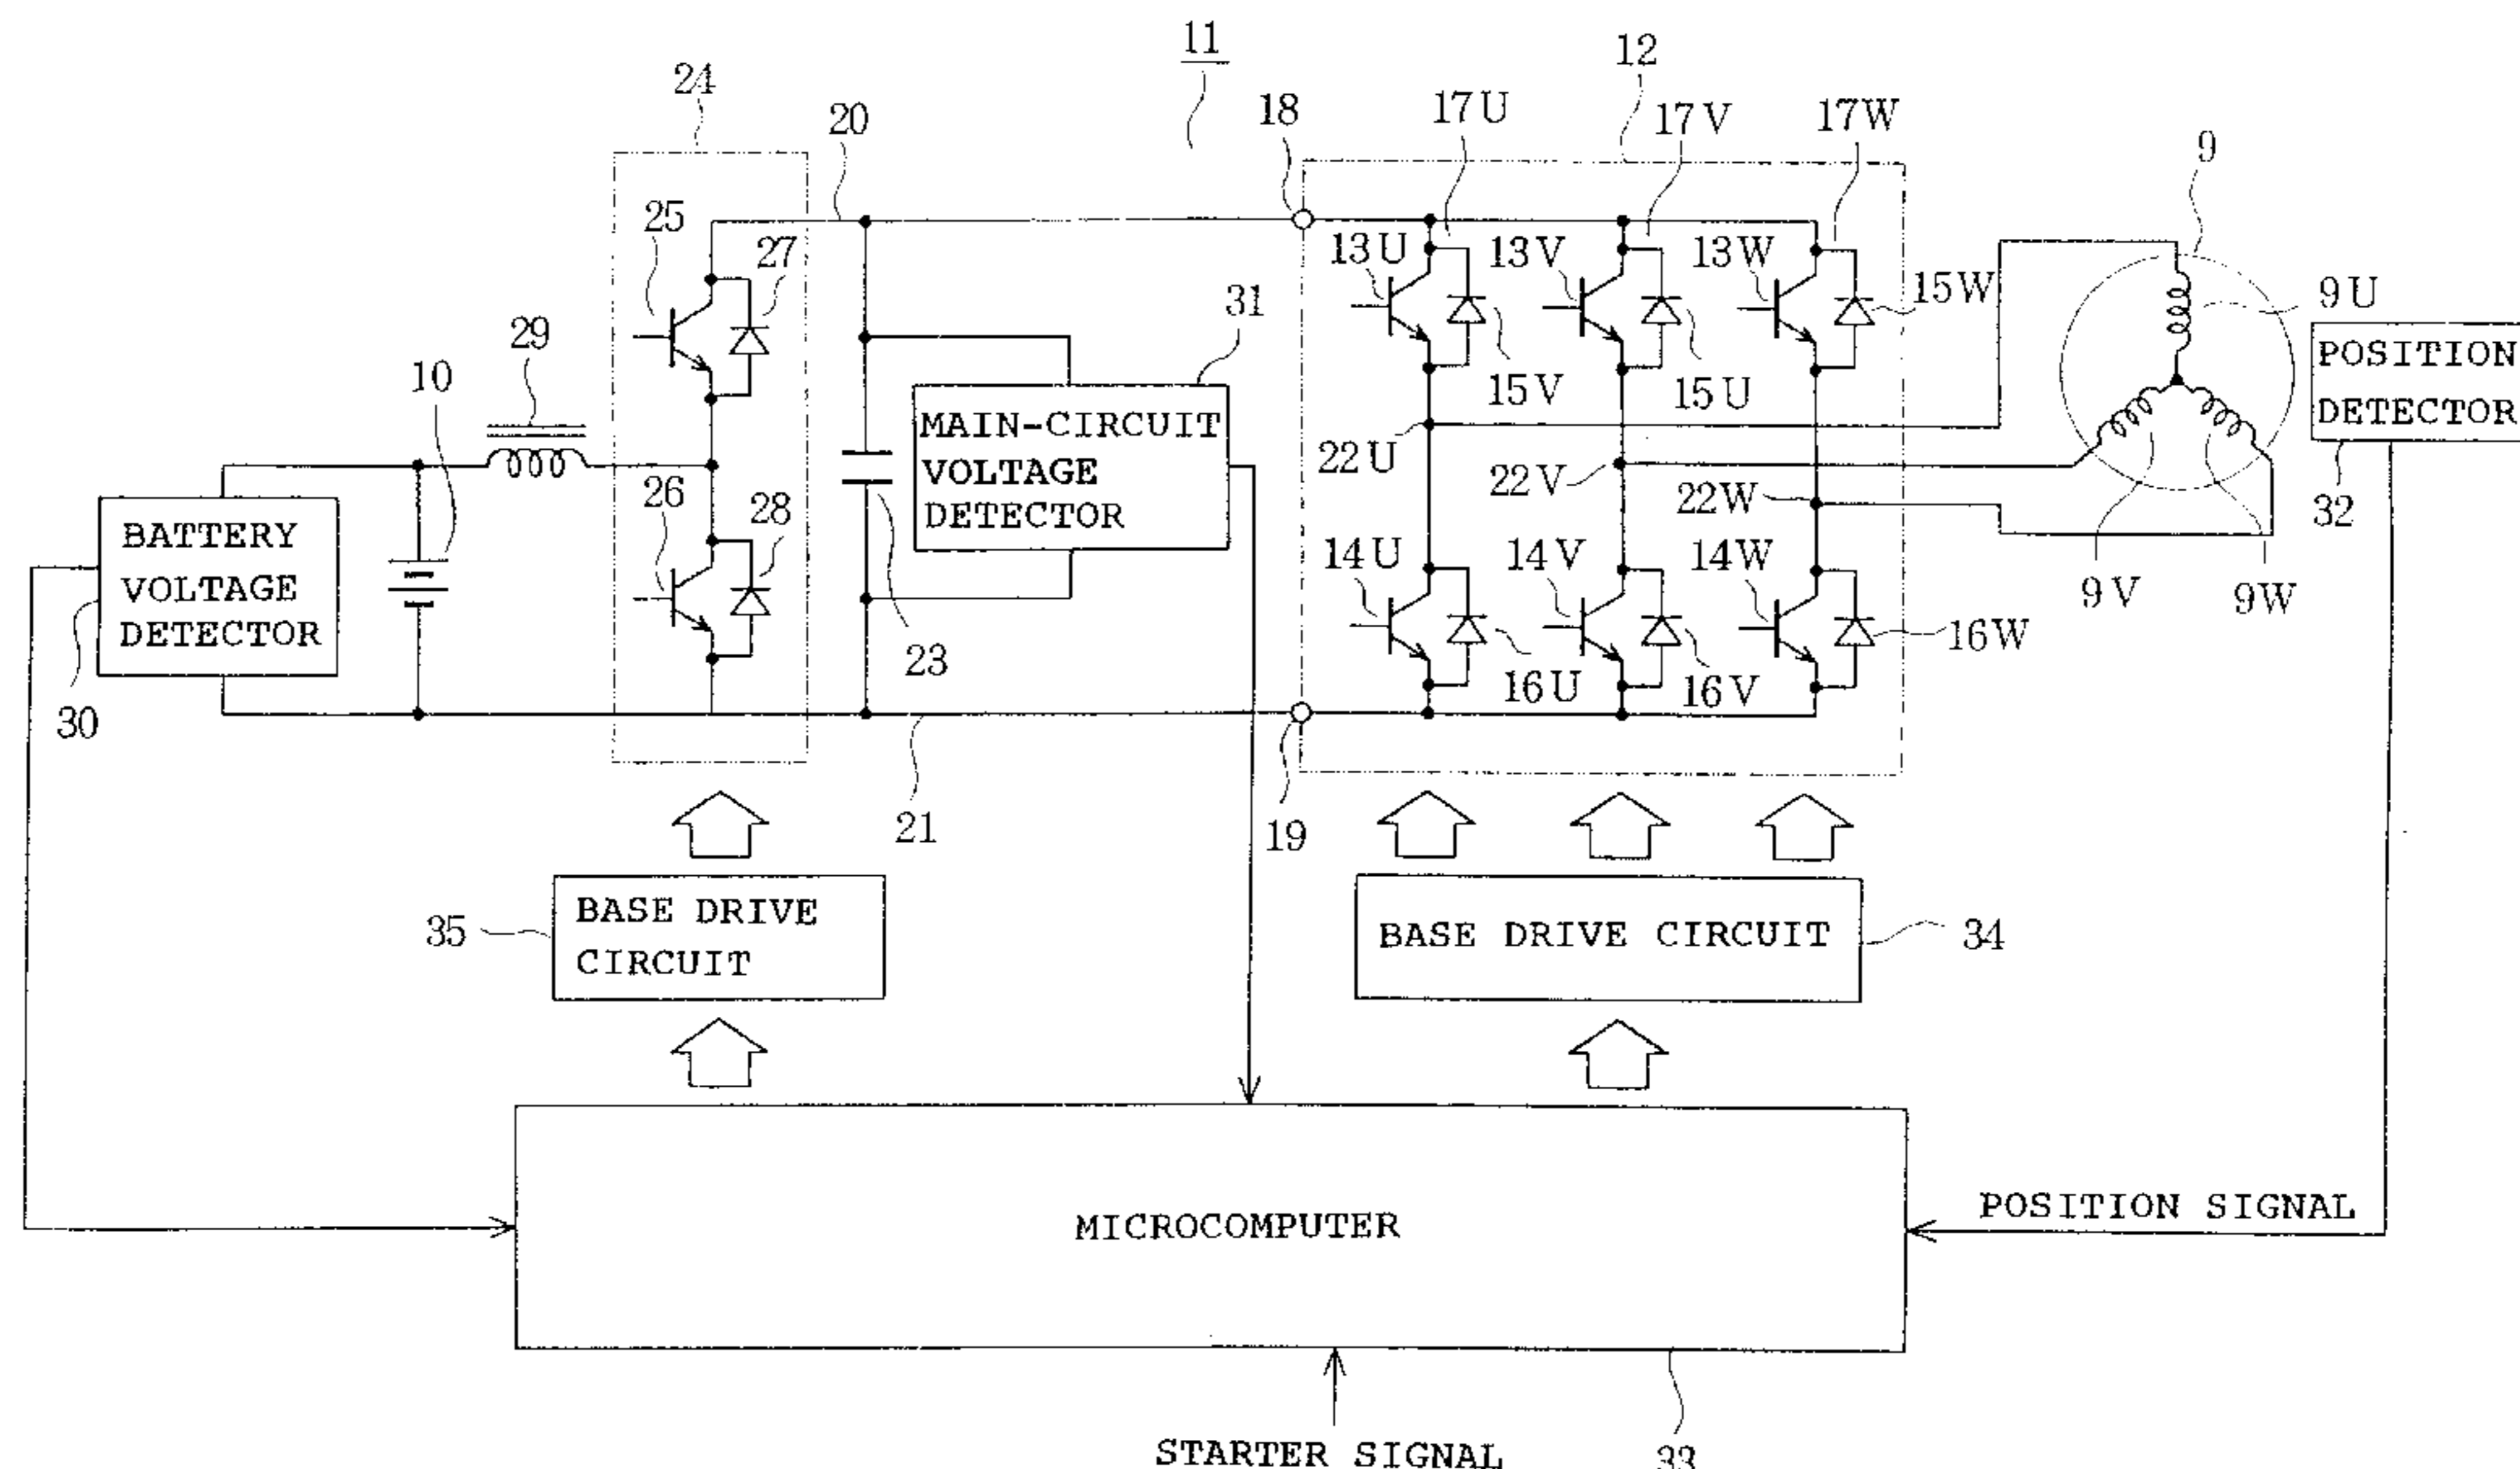 11
12
24
20
18
17U
17V
17W
9
25
27
13U
13V
13W
15W
9U
29
31
10
POSITION
DETECTOR
15V
15U
MAIN-CIRCUIT
VOLTAGE
DETECTOR
22U
22V
22W
32
26
28
BATTERY
VOLTAGE
DETECTOR
14U
14V
14W
9V
9W
23
16U
16V
16W
30
21
19
35
BASE DRIVE
CIRCUIT
BASE DRIVE CIRCUIT
34
MICROCOMPUTER
POSITION SIGNAL
STARTER SIGNAL
33